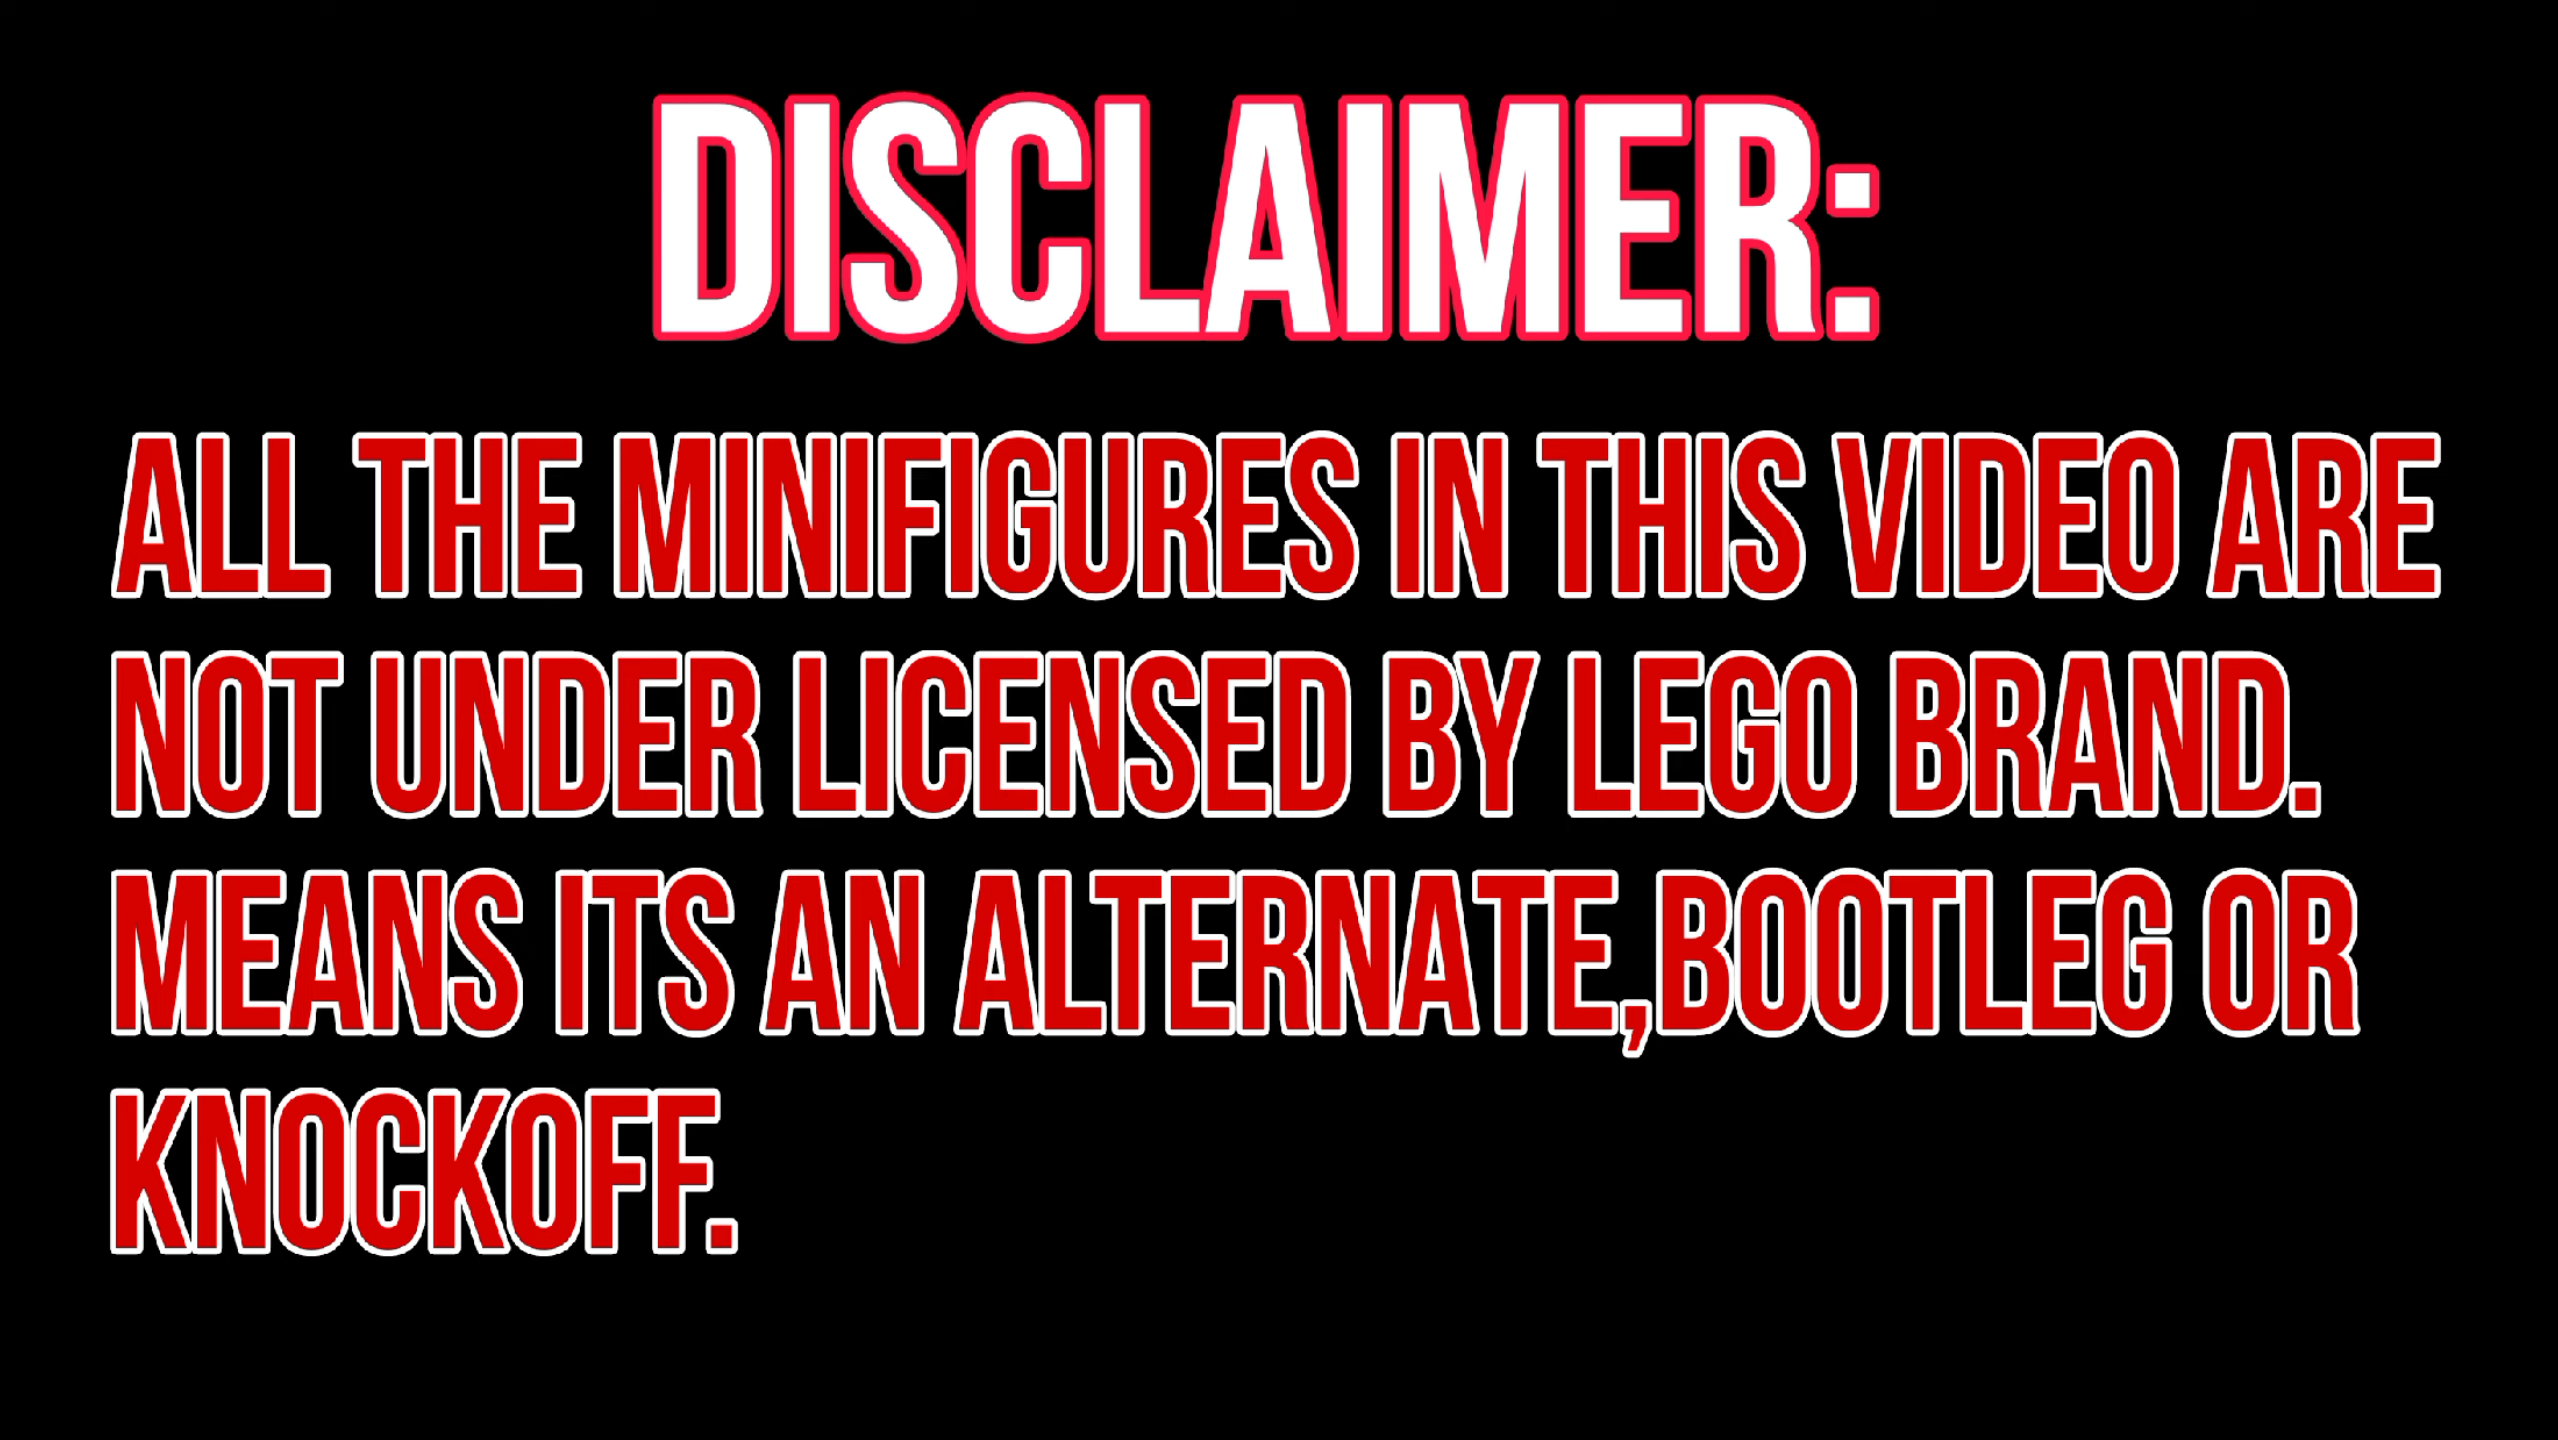 DISCLAIMER:
ALL THE MINIFIGURES IN THIS VIDEO ARE
NOT UNDER LICENSED BY LEGO BRAND.
MEANS ITS AN ALTERNATE,BOOTLEG OR
KNOCKOFF.